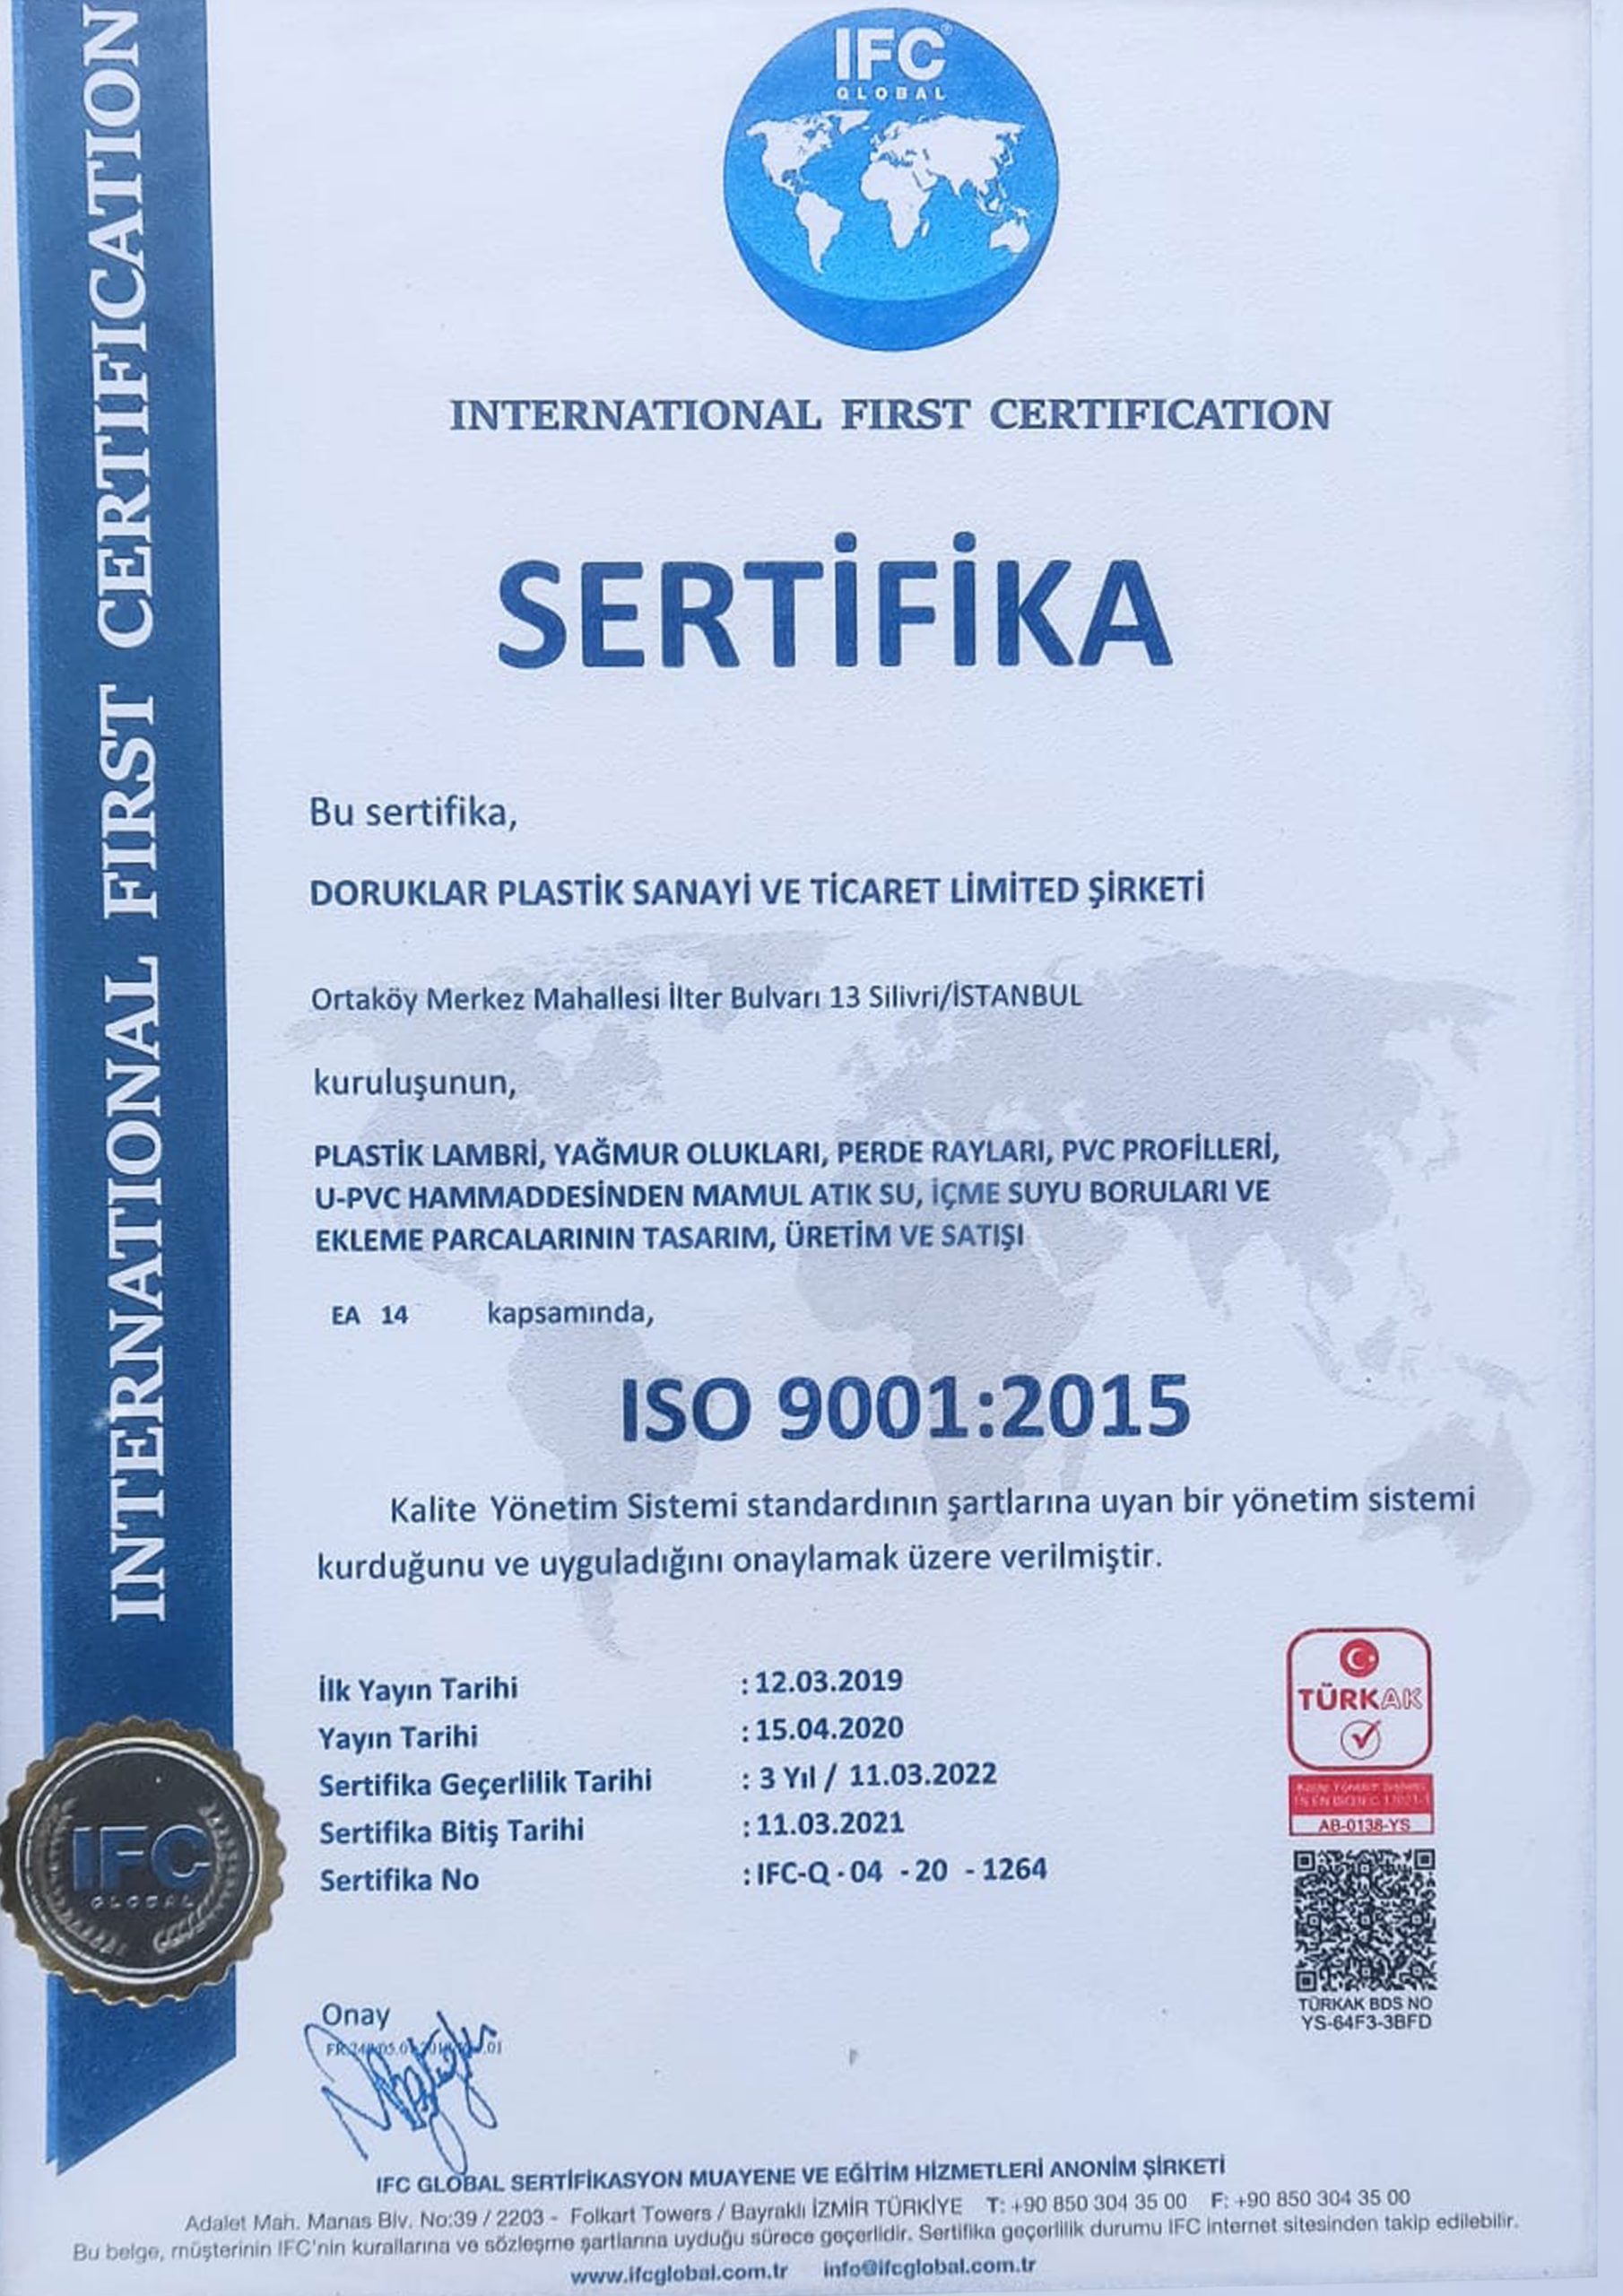 INTERNATIONAL FIRST CERTIFICATION
IFC
GLOBAL
INTERNATIONAL FIRST CERTIFICATION
SERTİFİKA
Bu sertifika,
DORUKLAR PLASTİK SANAYİ VE TİCARET LİMİTED ŞİRKETİ
Ortaköy Merkez Mahallesi İlter Bulvarı 13 Silivri/İSTANBUL
kuruluşunun,
PLASTİK LAMBRİ, YAĞMUR OLUKLARI, PERDE RAYLARI, PVC PROFİLLERİ,
U-PVC HAMMADDESİNDEN MAMUL ATIK SU, İÇME SUYU BORULARI VE
EKLEME PARCALARININ TASARIM, ÜRETİM VE SATIŞI
EA 14 kapsamında,
ISO 9001:2015
Kalite Yönetim Sistemi standardının şartlarına uyan bir yönetim sistemi
kurduğunu ve uyguladığını onaylamak üzere verilmiştir.
İlk Yayın Tarihi : 12.03.2019
Yayın Tarihi : 15.04.2020
Sertifika Geçerlilik Tarihi : 3 Yıl / 11.03.2022
Sertifika Bitiş Tarihi : 11.03.2021
Sertifika No : IFC-Q - 04 - 20 - 1264
TÜRKAK
Kalite Yönetim Sistemi
AB-0138-YS
TÜRKAK BDS NO
YS-64F3-3BFD
IFC
GLOBAL
Onay
IFC GLOBAL SERTİFİKASYON MUAYENE VE EĞİTİM HİZMETLERİ ANONİM ŞİRKETİ
Adalet Mah. Manas Blv. No:39 / 2203 - Folkart Towers / Bayraklı İZMİR TÜRKİYE T: +90 850 304 35 00 F: +90 850 304 35 00
Bu belge, müşterinin IFC'nin kurallarına ve sözleşme şartlarına uyduğu sürece geçerlidir. Sertifika geçerlilik durumu IFC internet sitesinden takip edilebilir.
www.ifcglobal.com.tr info@ifcglobal.com.tr